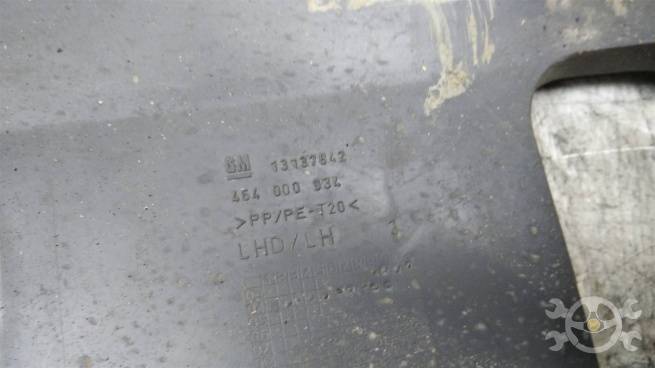 GM 13137842
464 000 934
>PP/PE-T20<
LHD/LH